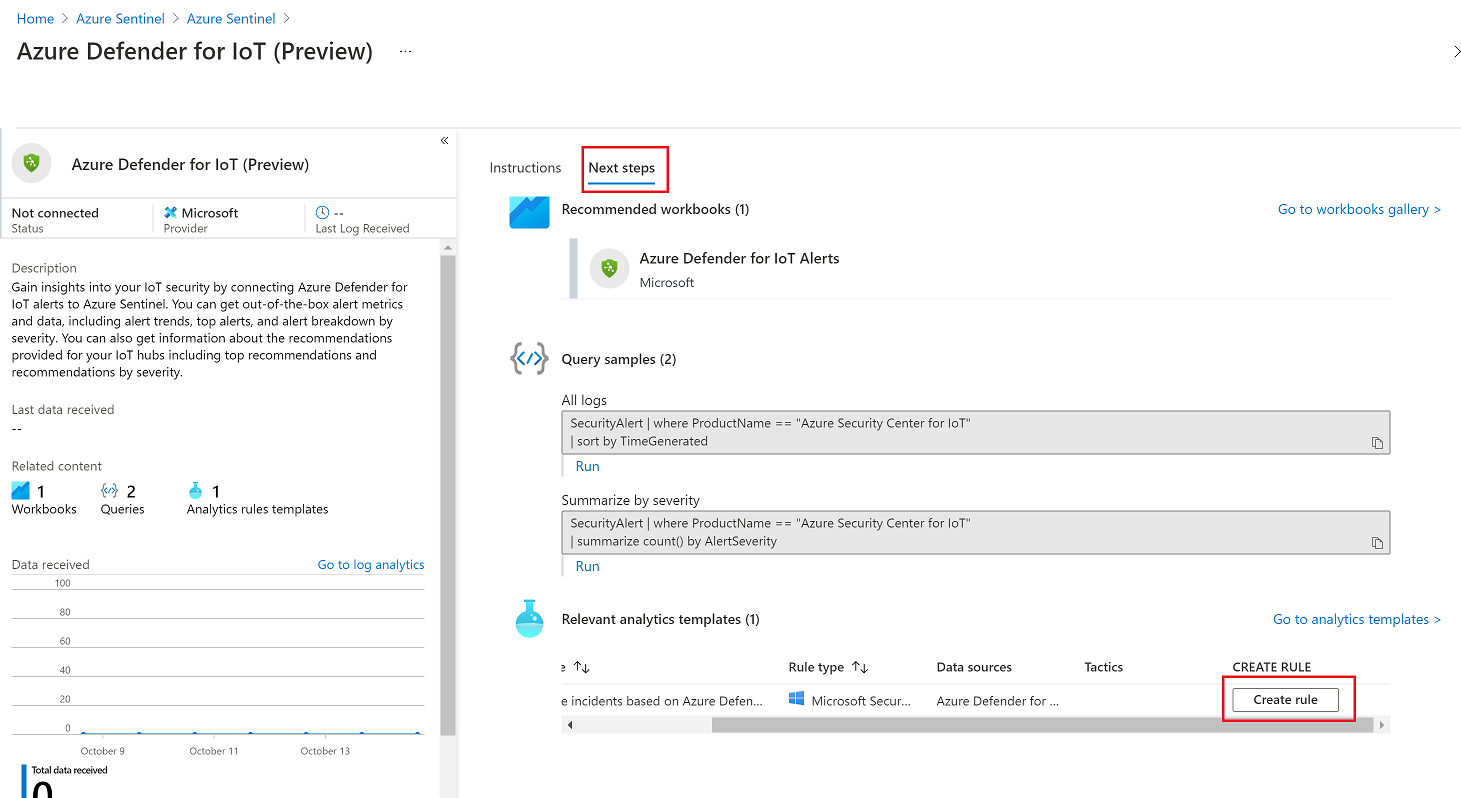 Home > Azure Sentinel > Azure Sentinel >
Azure Defender for IoT (Preview) ...
«
Azure Defender for IoT (Preview)
Not connected
Status
Microsoft
Provider
--
Last Log Received
Description
Gain insights into your IoT security by connecting Azure Defender for
IoT alerts to Azure Sentinel. You can get out-of-the-box alert metrics
and data, including alert trends, top alerts, and alert breakdown by
severity. You can also get information about the recommendations
provided for your IoT hubs including top recommendations and
recommendations by severity.
Last data received
--
Related content
1
Workbooks
2
Queries
1
Analytics rules templates
Data received
Go to log analytics
100
80
60
40
20
0
October 9
October 11
October 13
Total data received
0
Instructions
Next steps
Recommended workbooks (1)
Go to workbooks gallery >
Azure Defender for IoT Alerts
Microsoft
Query samples (2)
All logs
SecurityAlert | where ProductName == "Azure Security Center for IoT"
| sort by TimeGenerated
Run
Summarize by severity
SecurityAlert | where ProductName == "Azure Security Center for IoT"
| summarize count() by AlertSeverity
Run
Relevant analytics templates (1)
Go to analytics templates >
e ↑↓ Rule type ↑↓ Data sources Tactics CREATE RULE
e incidents based on Azure Defen... Microsoft Secur... Azure Defender for ... Create rule